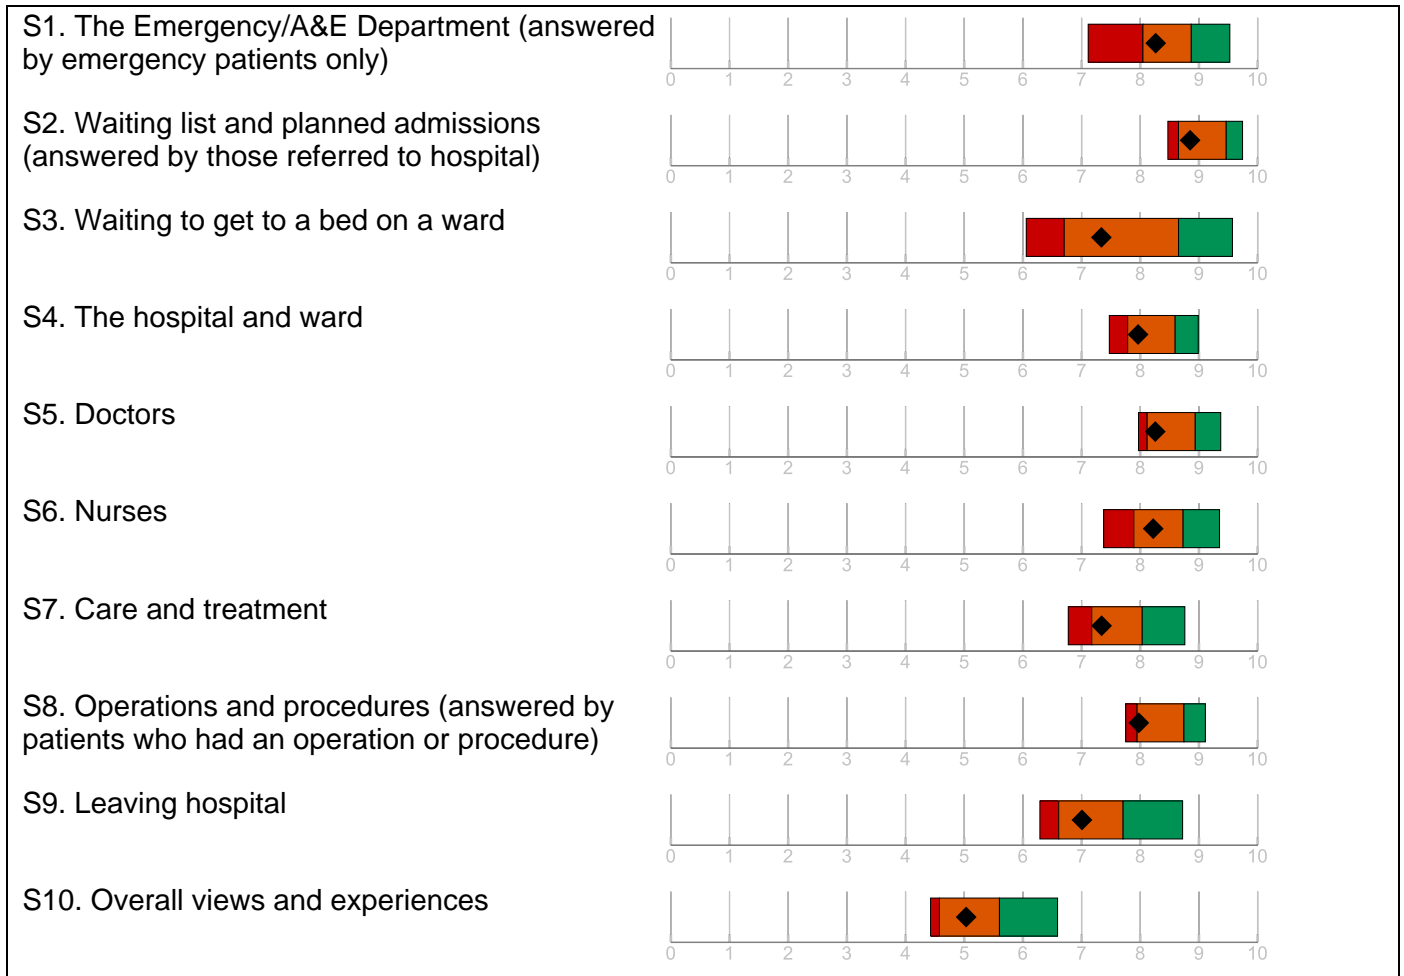 S1. The Emergency/A&E Department (answered
by emergency patients only)
0 1 2 3 4 5 6 7 8 9 10
S2. Waiting list and planned admissions
(answered by those referred to hospital)
0 1 2 3 4 5 6 7 8 9 10
S3. Waiting to get to a bed on a ward
0 1 2 3 4 5 6 7 8 9 10
S4. The hospital and ward
0 1 2 3 4 5 6 7 8 9 10
S5. Doctors
0 1 2 3 4 5 6 7 8 9 10
S6. Nurses
0 1 2 3 4 5 6 7 8 9 10
S7. Care and treatment
0 1 2 3 4 5 6 7 8 9 10
S8. Operations and procedures (answered by
patients who had an operation or procedure)
0 1 2 3 4 5 6 7 8 9 10
S9. Leaving hospital
0 1 2 3 4 5 6 7 8 9 10
S10. Overall views and experiences
0 1 2 3 4 5 6 7 8 9 10